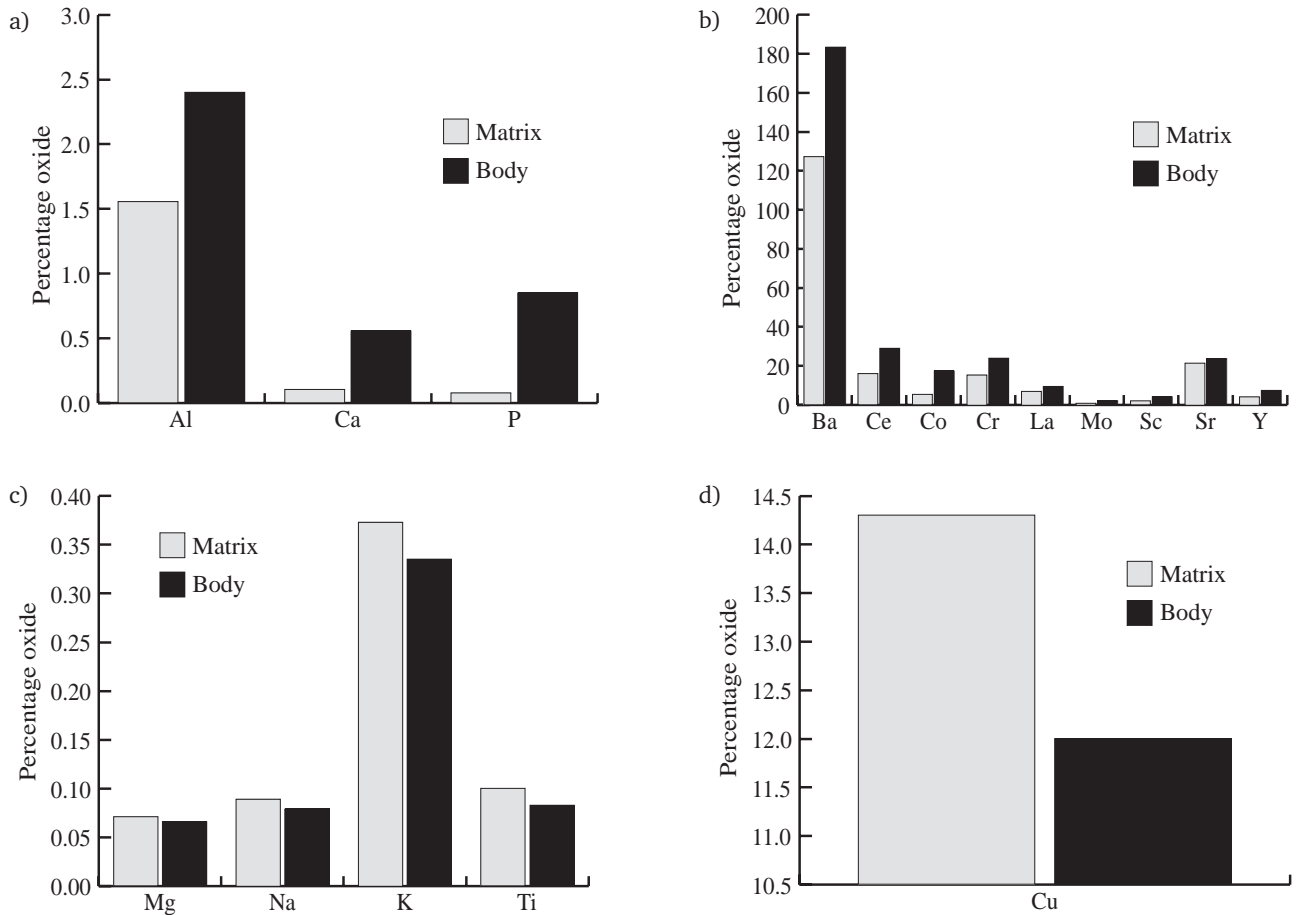 a)
Percentage oxide
3.0
2.5
2.0
1.5
1.0
0.5
0.0
Matrix
Body
Al Ca P
b)
Percentage oxide
200
180
160
140
120
100
80
60
40
20
0
Matrix
Body
Ba Ce Co Cr La Mo Sc Sr Y
c)
Percentage oxide
0.40
0.35
0.30
0.25
0.20
0.15
0.10
0.05
0.00
Matrix
Body
Mg Na K Ti
d)
Percentage oxide
14.5
14.0
13.5
13.0
12.5
12.0
11.5
11.0
10.5
Matrix
Body
Cu